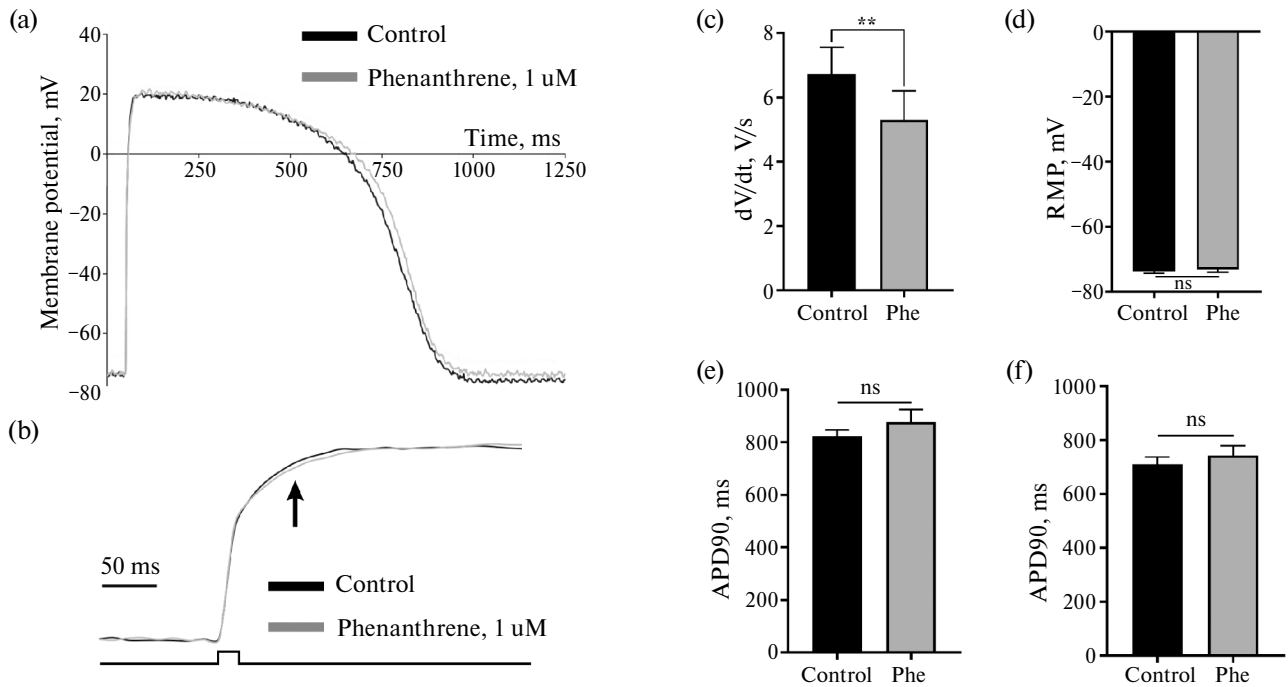 (a)
Membrane potential, mV
40
20
0
−20
−40
−60
−80
Control
Phenanthrene, 1 uM
Time, ms
250
500
750
1000
1250
(b)
50 ms
Control
Phenanthrene, 1 uM
(c)
dV/dt, V/s
8
6
4
2
0
**
Control
Phe
(d)
RMP, mV
0
−20
−40
−60
−80
ns
Control
Phe
(e)
APD90, ms
1000
800
600
400
200
0
ns
Control
Phe
(f)
APD90, ms
1000
800
600
400
200
0
ns
Control
Phe